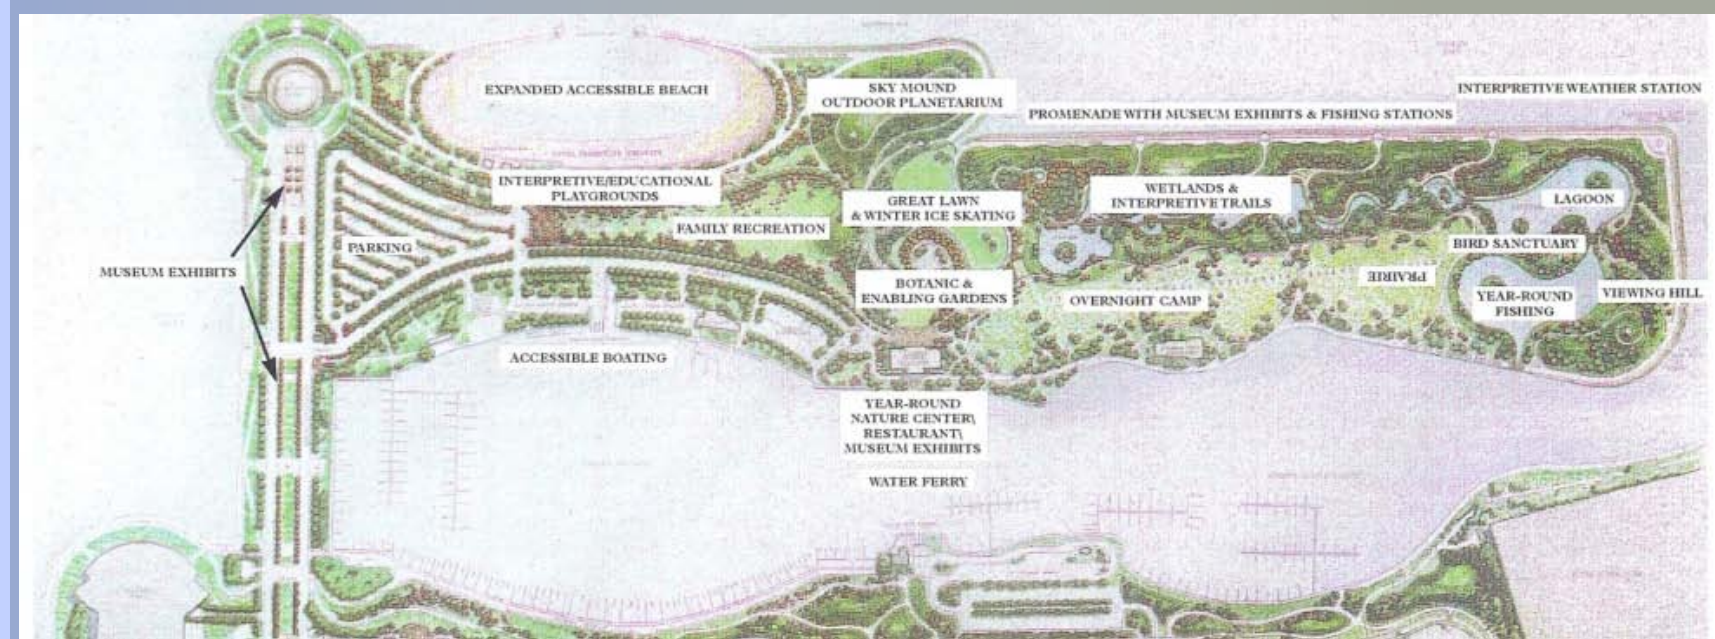 EXPANDED ACCESSIBLE BEACH
SKY MOUND
OUTDOOR PLANETARIUM
INTERPRETIVE WEATHER STATION
PROMENADE WITH MUSEUM EXHIBITS & FISHING STATIONS
INTERPRETIVE/EDUCATIONAL
PLAYGROUNDS
WETLANDS &
INTERPRETIVE TRAILS
LAGOON
GREAT LAWN
& WINTER ICE SKATING
FAMILY RECREATION
PARKING
BIRD SANCTUARY
MUSEUM EXHIBITS
PRAIRIE
BOTANIC &
ENABLING GARDENS
OVERNIGHT CAMP
YEAR-ROUND
FISHING
VIEWING HILL
ACCESSIBLE BOATING
YEAR-ROUND
NATURE CENTER\
RESTAURANT\
MUSEUM EXHIBITS
WATER FERRY